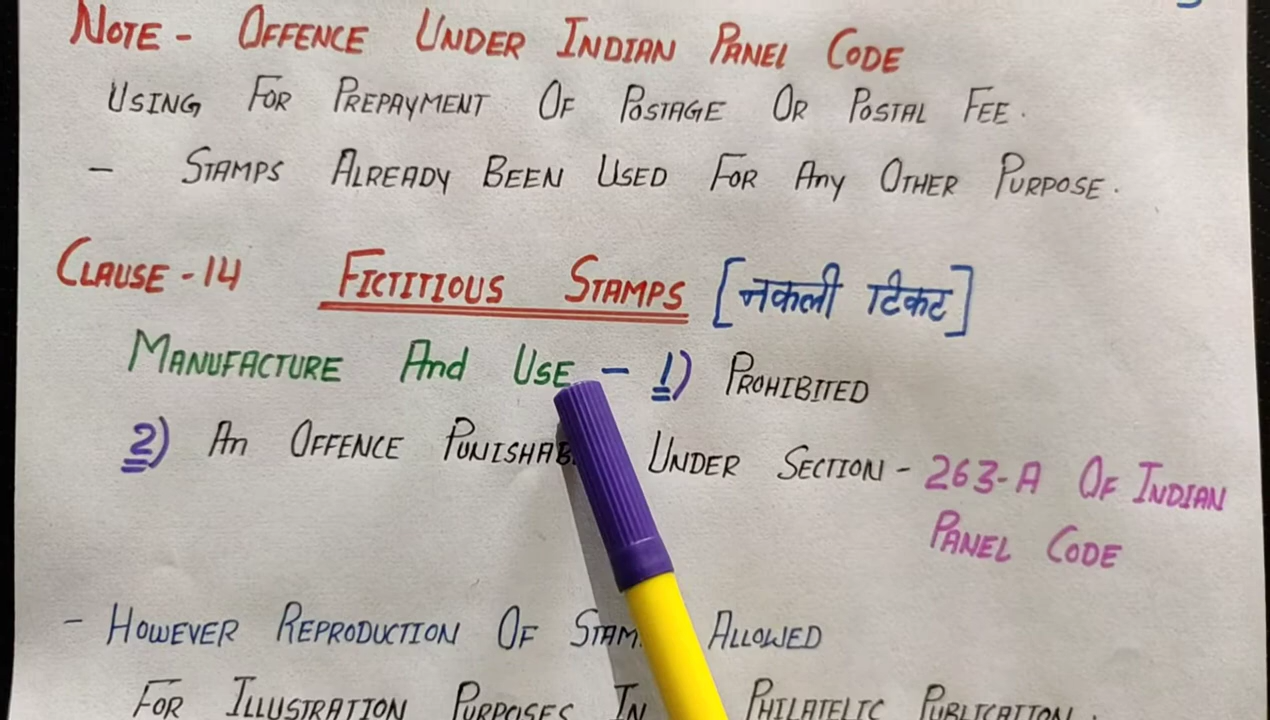 NOTE - OFFENCE UNDER INDIAN PANEL CODE
USING FOR PREPAYMENT OF POSTAGE OR POSTAL FEE.
- STAMPS ALREADY BEEN USED FOR ANY OTHER PURPOSE.
CLAUSE - 14 FICTITIOUS STAMPS [नकली टिकट]
MANUFACTURE AND USE - 1) PROHIBITED
2) AN OFFENCE UNDER SECTION - 263-A OF INDIAN
PANEL CODE
- HOWEVER REPRODUCTION OF ALLOWED
FOR ILLUSTRATION PURPOSES IN PHILATELIC PUBLICATION.